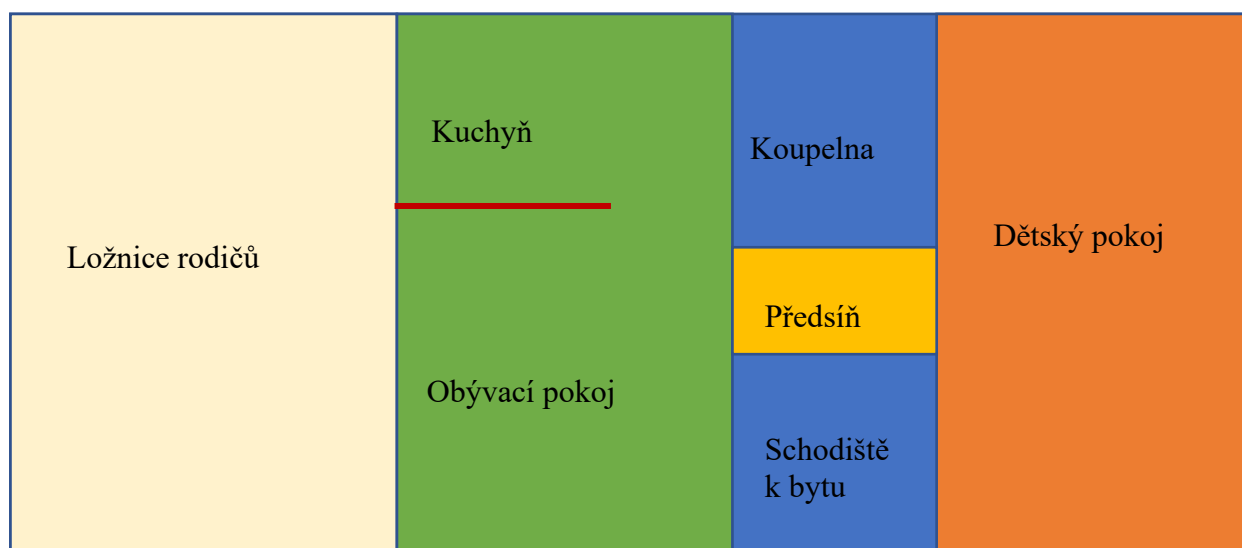 Kuchyň
Koupelna
Ložnice rodičů
Dětský pokoj
Předsíň
Obývací pokoj
Schodiště
k bytu